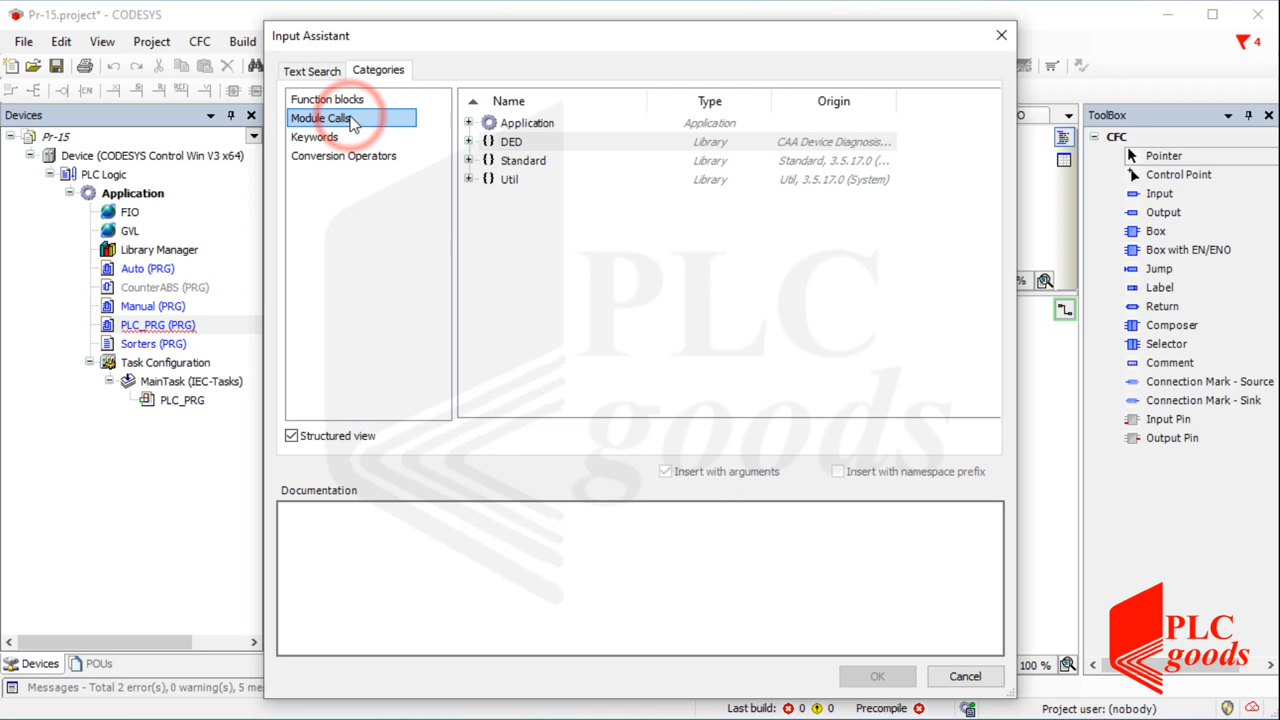 Pr-15.project* - CODESYS
File Edit View Project CFC Build
4
Devices
Pr-15
Device (CODESYS Control Win V3 x64)
PLC Logic
Application
FIO
GVL
Library Manager
Auto (PRG)
CounterABS (PRG)
Manual (PRG)
PLC_PRG (PRG)
Sorters (PRG)
Task Configuration
MainTask (IEC-Tasks)
PLC_PRG
Devices POUs
Messages - Total 2 error(s), 0 warning(s), 5 me
Input Assistant
Text Search Categories
Function blocks
Module Calls
Keywords
Conversion Operators
Name Type Origin
Application Application
DED Library CAA Device Diagnosis...
Standard Library Standard, 3.5.17.0 (...
Util Library Util, 3.5.17.0 (System)
Structured view
Insert with arguments Insert with namespace prefix
Documentation
OK Cancel
PLC
goods
O
%
100 %
ToolBox
CFC
Pointer
Control Point
Input
Output
Box
Box with EN/ENO
Jump
Label
Return
Composer
Selector
Comment
Connection Mark - Source
Connection Mark - Sink
Input Pin
Output Pin
PLC
goods
Last build: 0 0 Precompile Project user: (nobody)